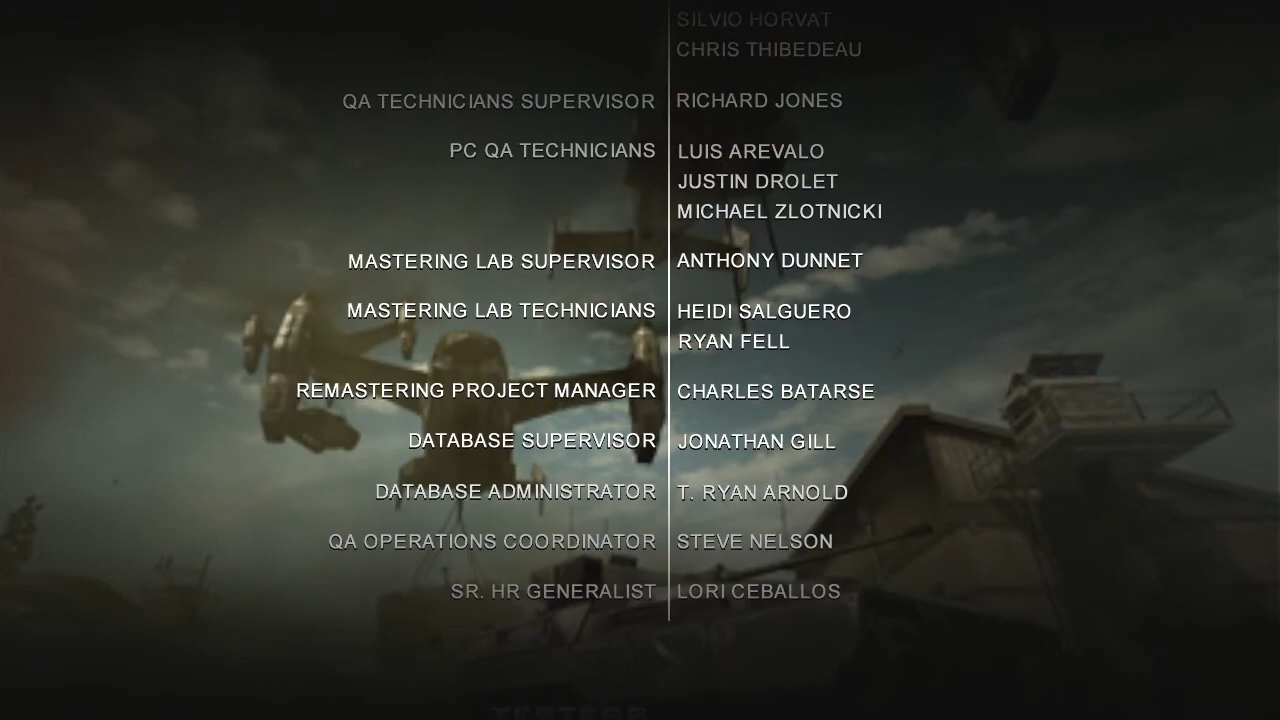 SILVIO HORVAT
CHRIS THIBEDEAU
QA TECHNICIANS SUPERVISOR RICHARD JONES
PC QA TECHNICIANS LUIS AREVALO
JUSTIN DROLET
MICHAEL ZLOTNICKI
MASTERING LAB SUPERVISOR ANTHONY DUNNET
MASTERING LAB TECHNICIANS HEIDI SALGUERO
RYAN FELL
REMASTERING PROJECT MANAGER CHARLES BATARSE
DATABASE SUPERVISOR JONATHAN GILL
DATABASE ADMINISTRATOR T. RYAN ARNOLD
QA OPERATIONS COORDINATOR STEVE NELSON
SR. HR GENERALIST LORI CEBALLOS